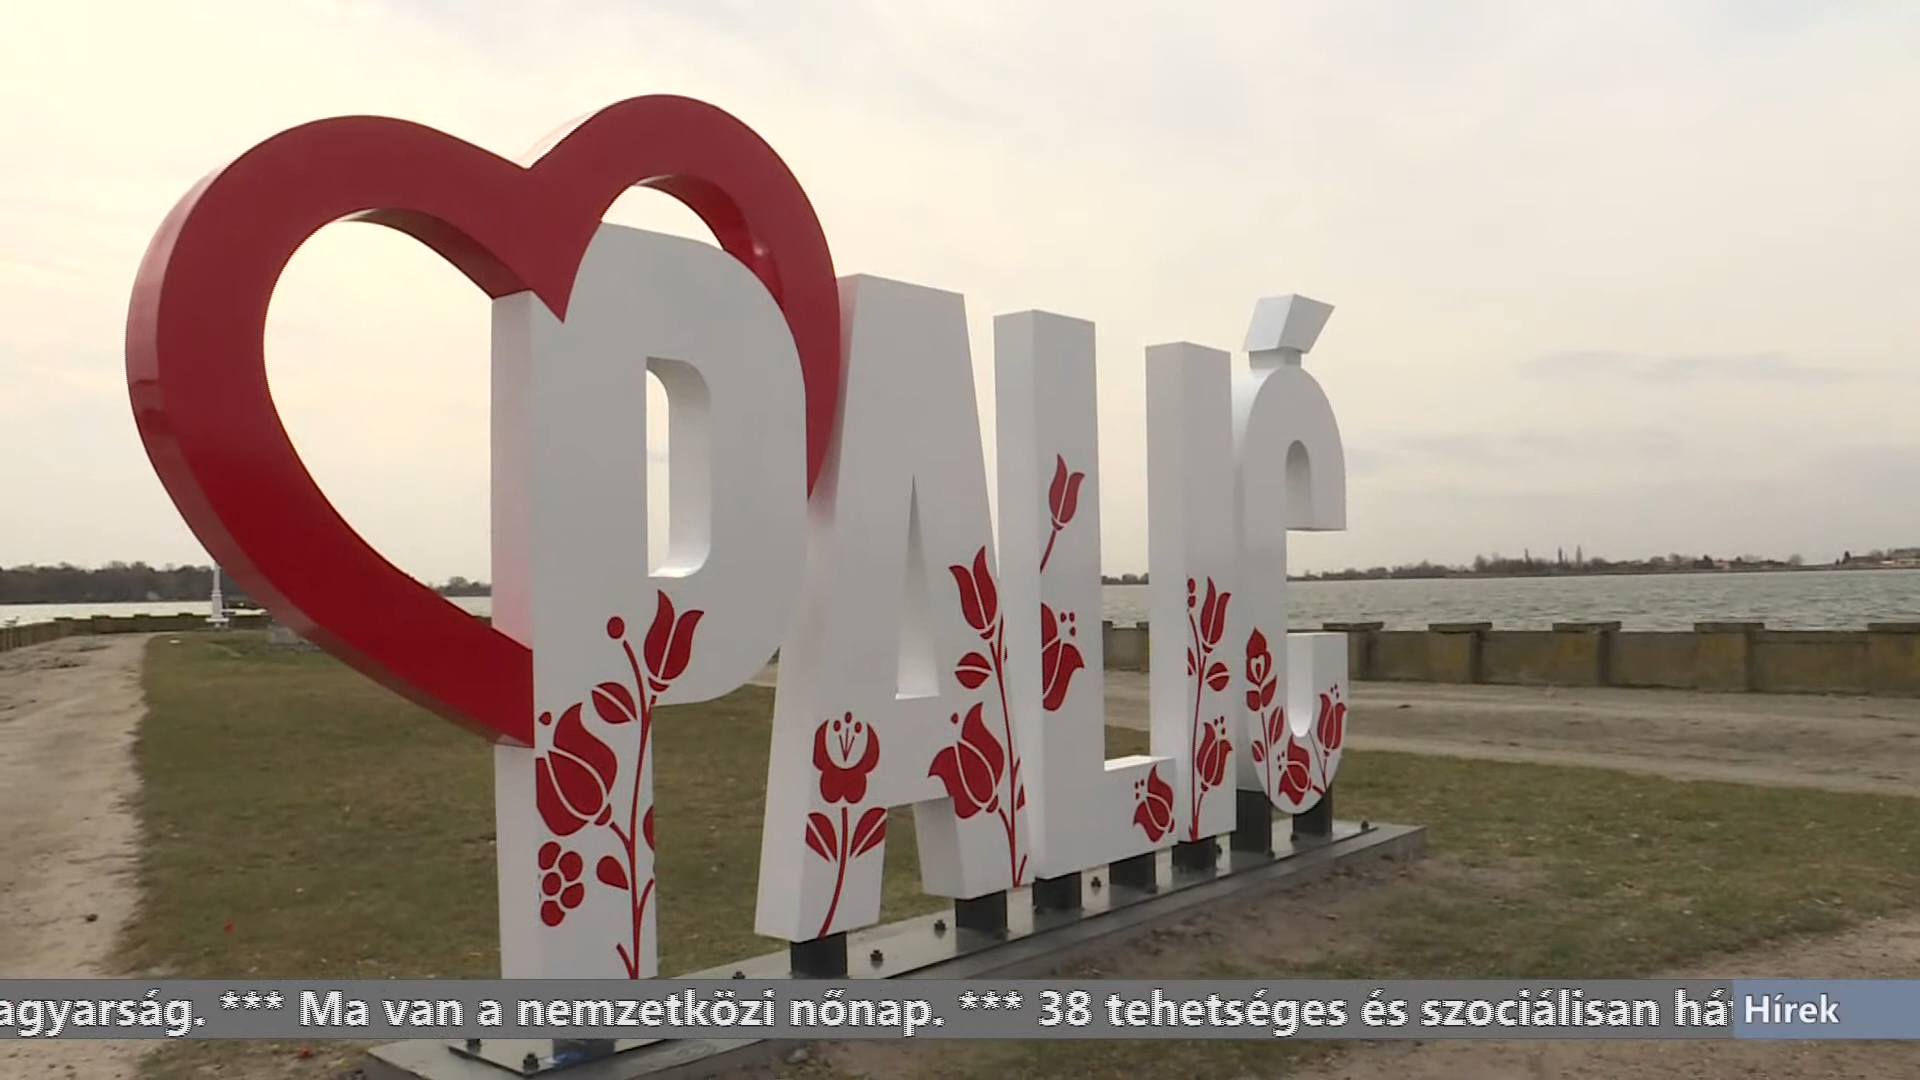 PALIĆ
agyarság. *** Ma van a nemzetközi nőnap. *** 38 tehetséges és szociálisan hát
Hírek